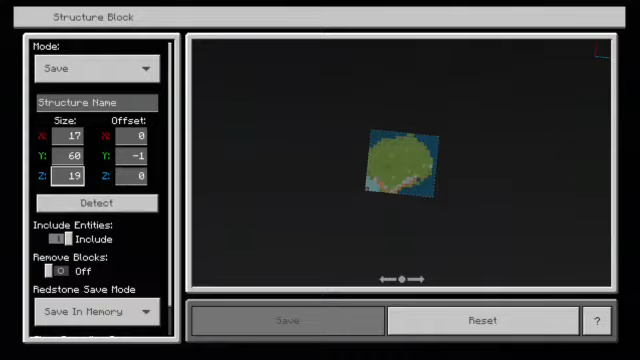 Structure Block
Mode:
Save
Structure Name
Size: Offset:
X: 17 X: 0
Y: 60 Y: -1
Z: 19 Z: 0
Detect
Include Entities:
Include
Remove Blocks:
Off
Redstone Save Mode
Save In Memory
Save
Reset
?